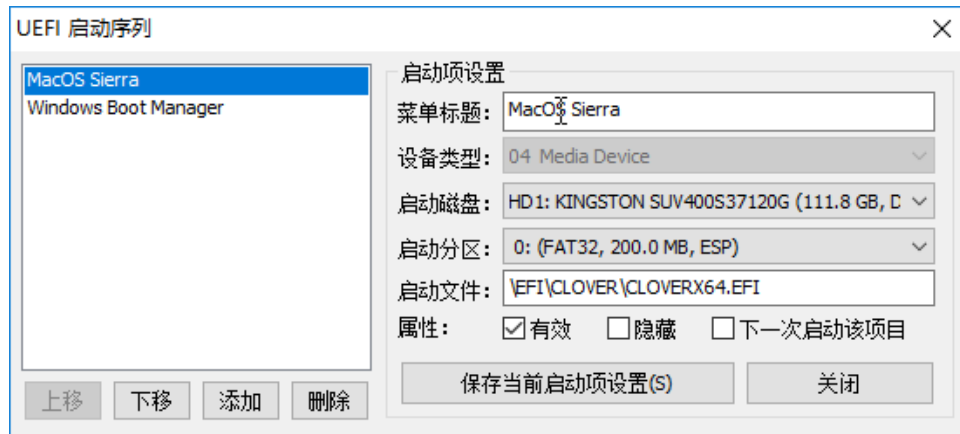 UEFI 启动序列
MacOS Sierra
Windows Boot Manager
上移
下移
添加
删除
启动项设置
菜单标题：
MacOS Sierra
设备类型：
04 Media Device
启动磁盘：
HD1: KINGSTON SUV400S37120G (111.8 GB, D
启动分区：
0: (FAT32, 200.0 MB, ESP)
启动文件：
\EFI\CLOVER\CLOVERX64.EFI
属性：
有效
隐藏
下一次启动该项目
保存当前启动项设置(S)
关闭